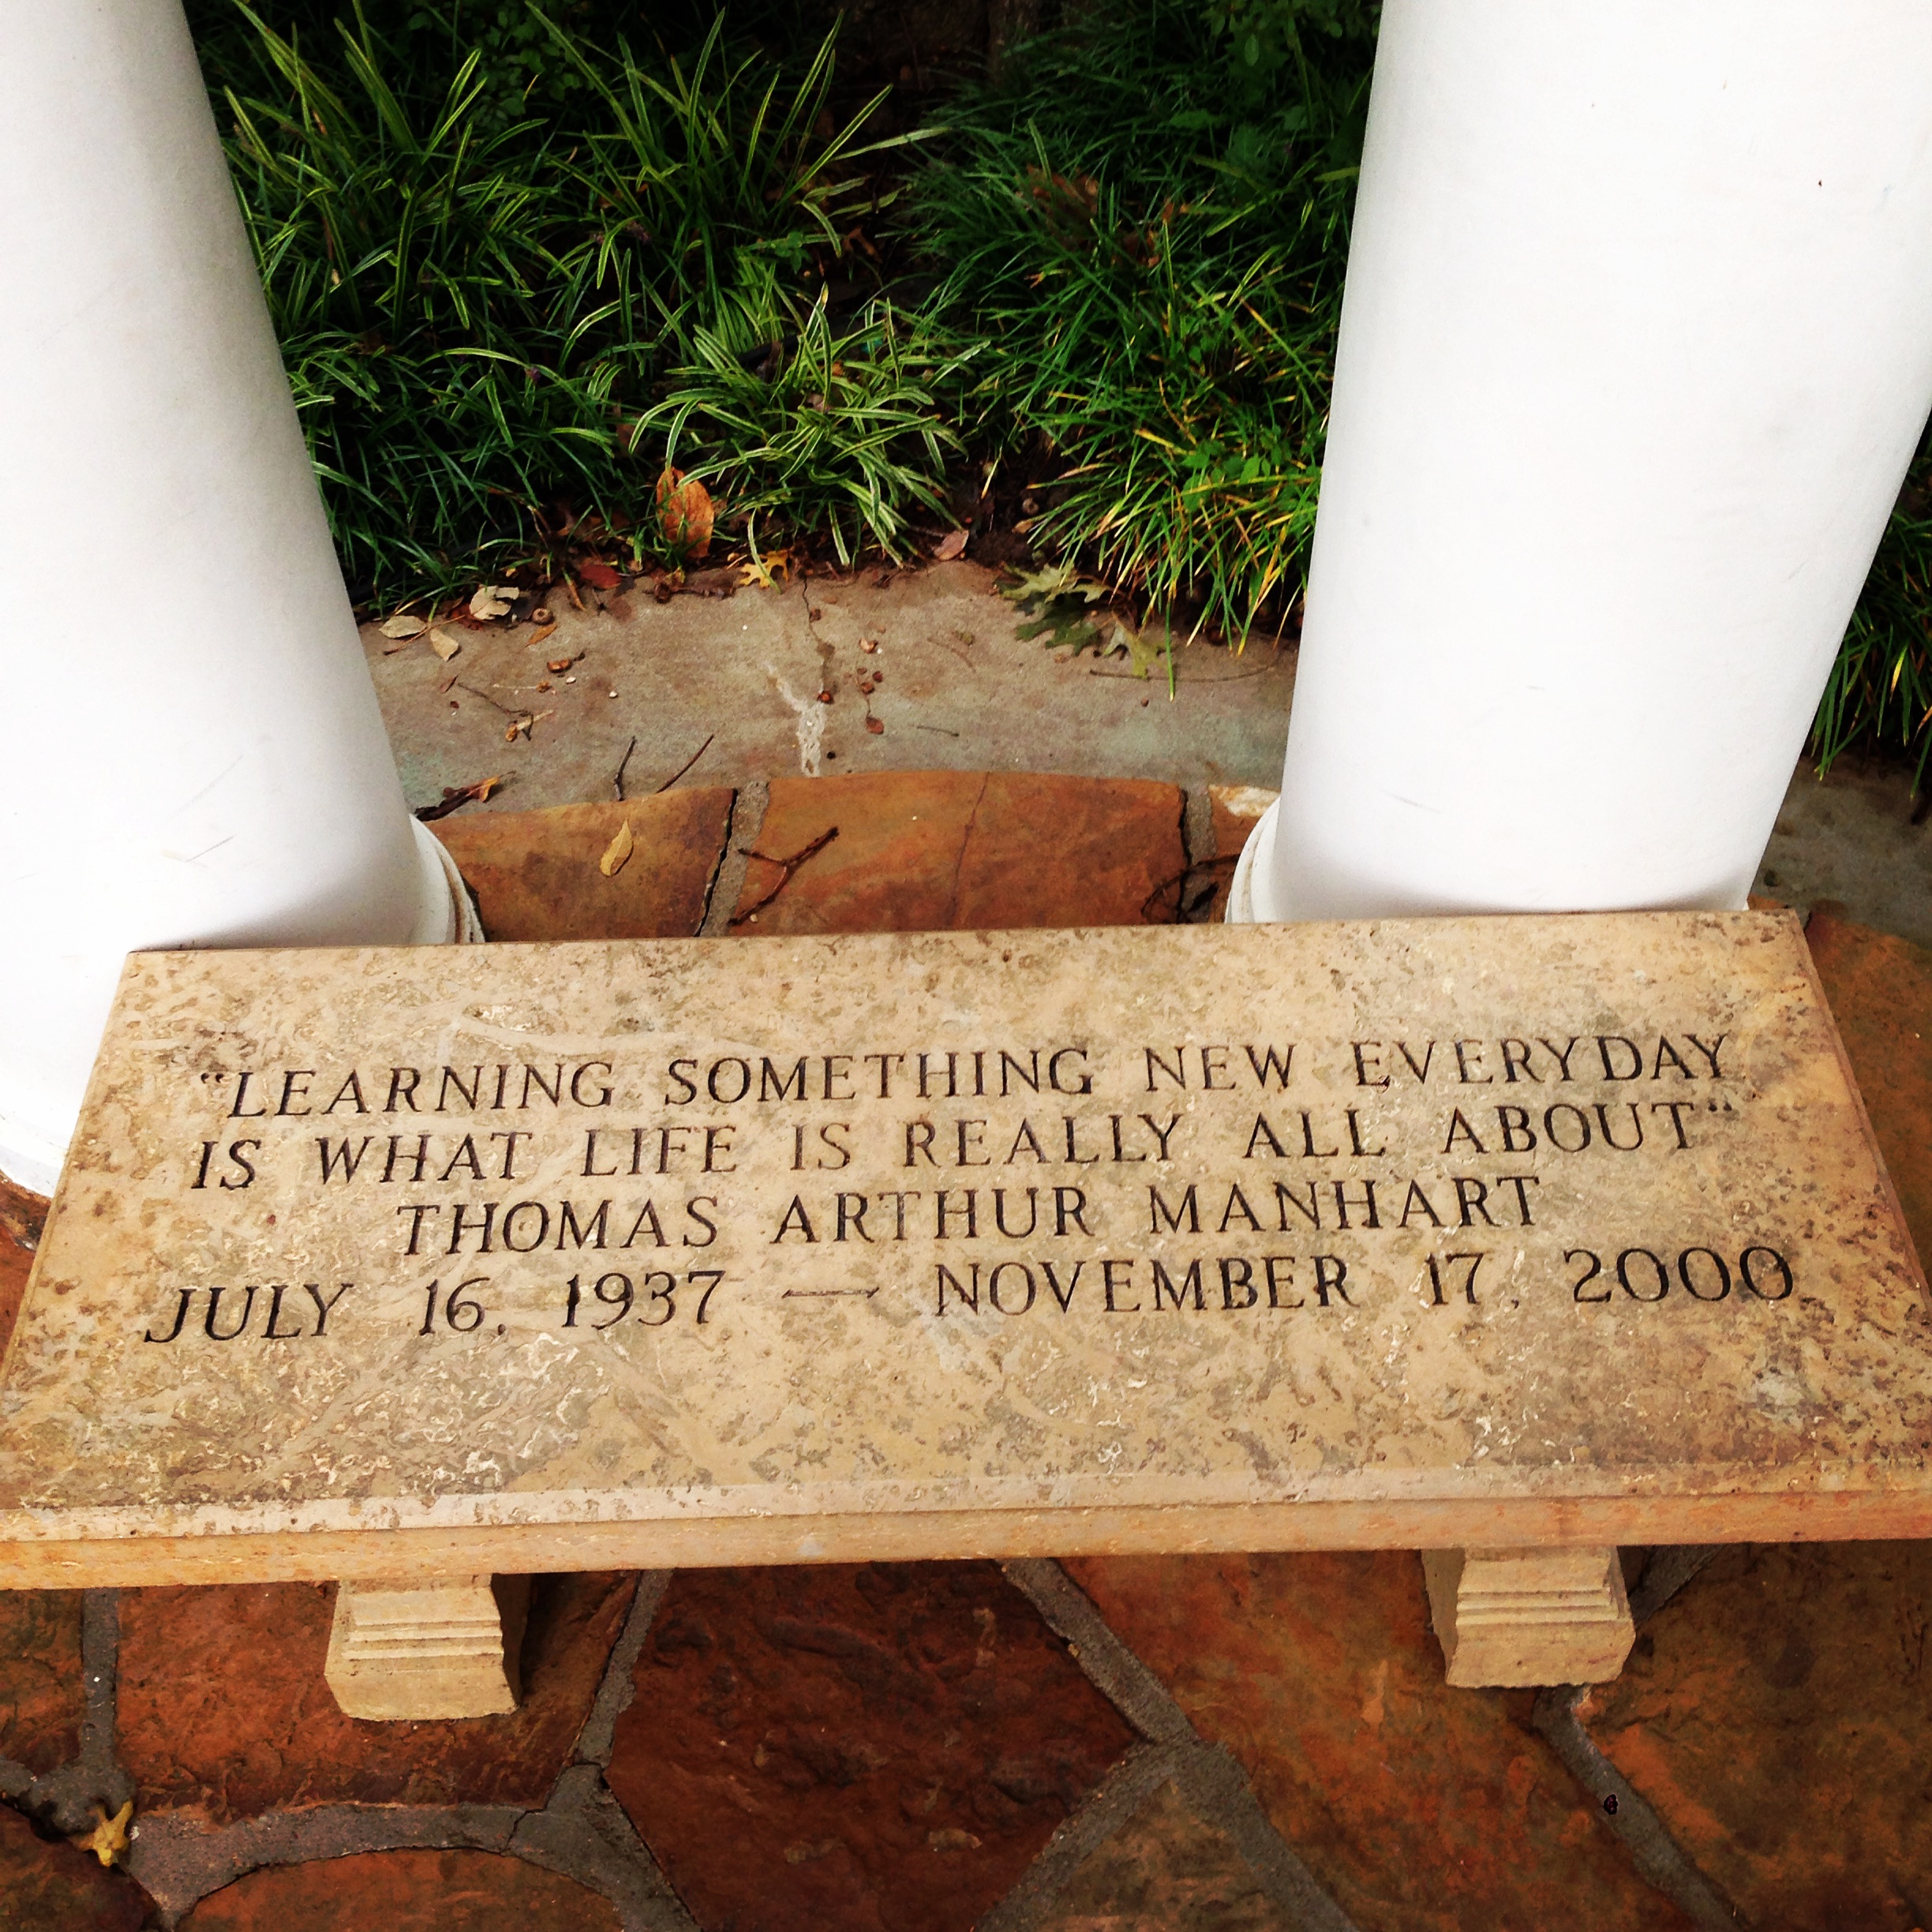 “LEARNING SOMETHING NEW EVERYDAY
IS WHAT LIFE IS REALLY ALL ABOUT“
THOMAS ARTHUR MANHART
JULY 16, 1937 — NOVEMBER 17, 2000